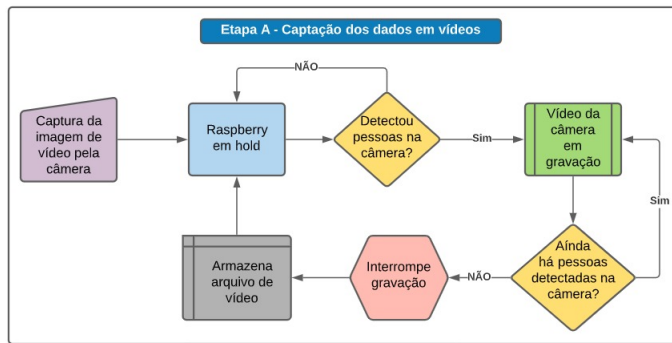 Etapa A - Captação dos dados em vídeos
NÃO
Captura da
imagem de
vídeo pela
câmera
Raspberry
em hold
Detectou
pessoas na
câmera?
Sim
Vídeo da
câmera
em
gravação
Sim
Aínda
há pessoas
detectadas na
câmera?
NÃO
Interrompe
gravação
Armazena
arquivo de
vídeo